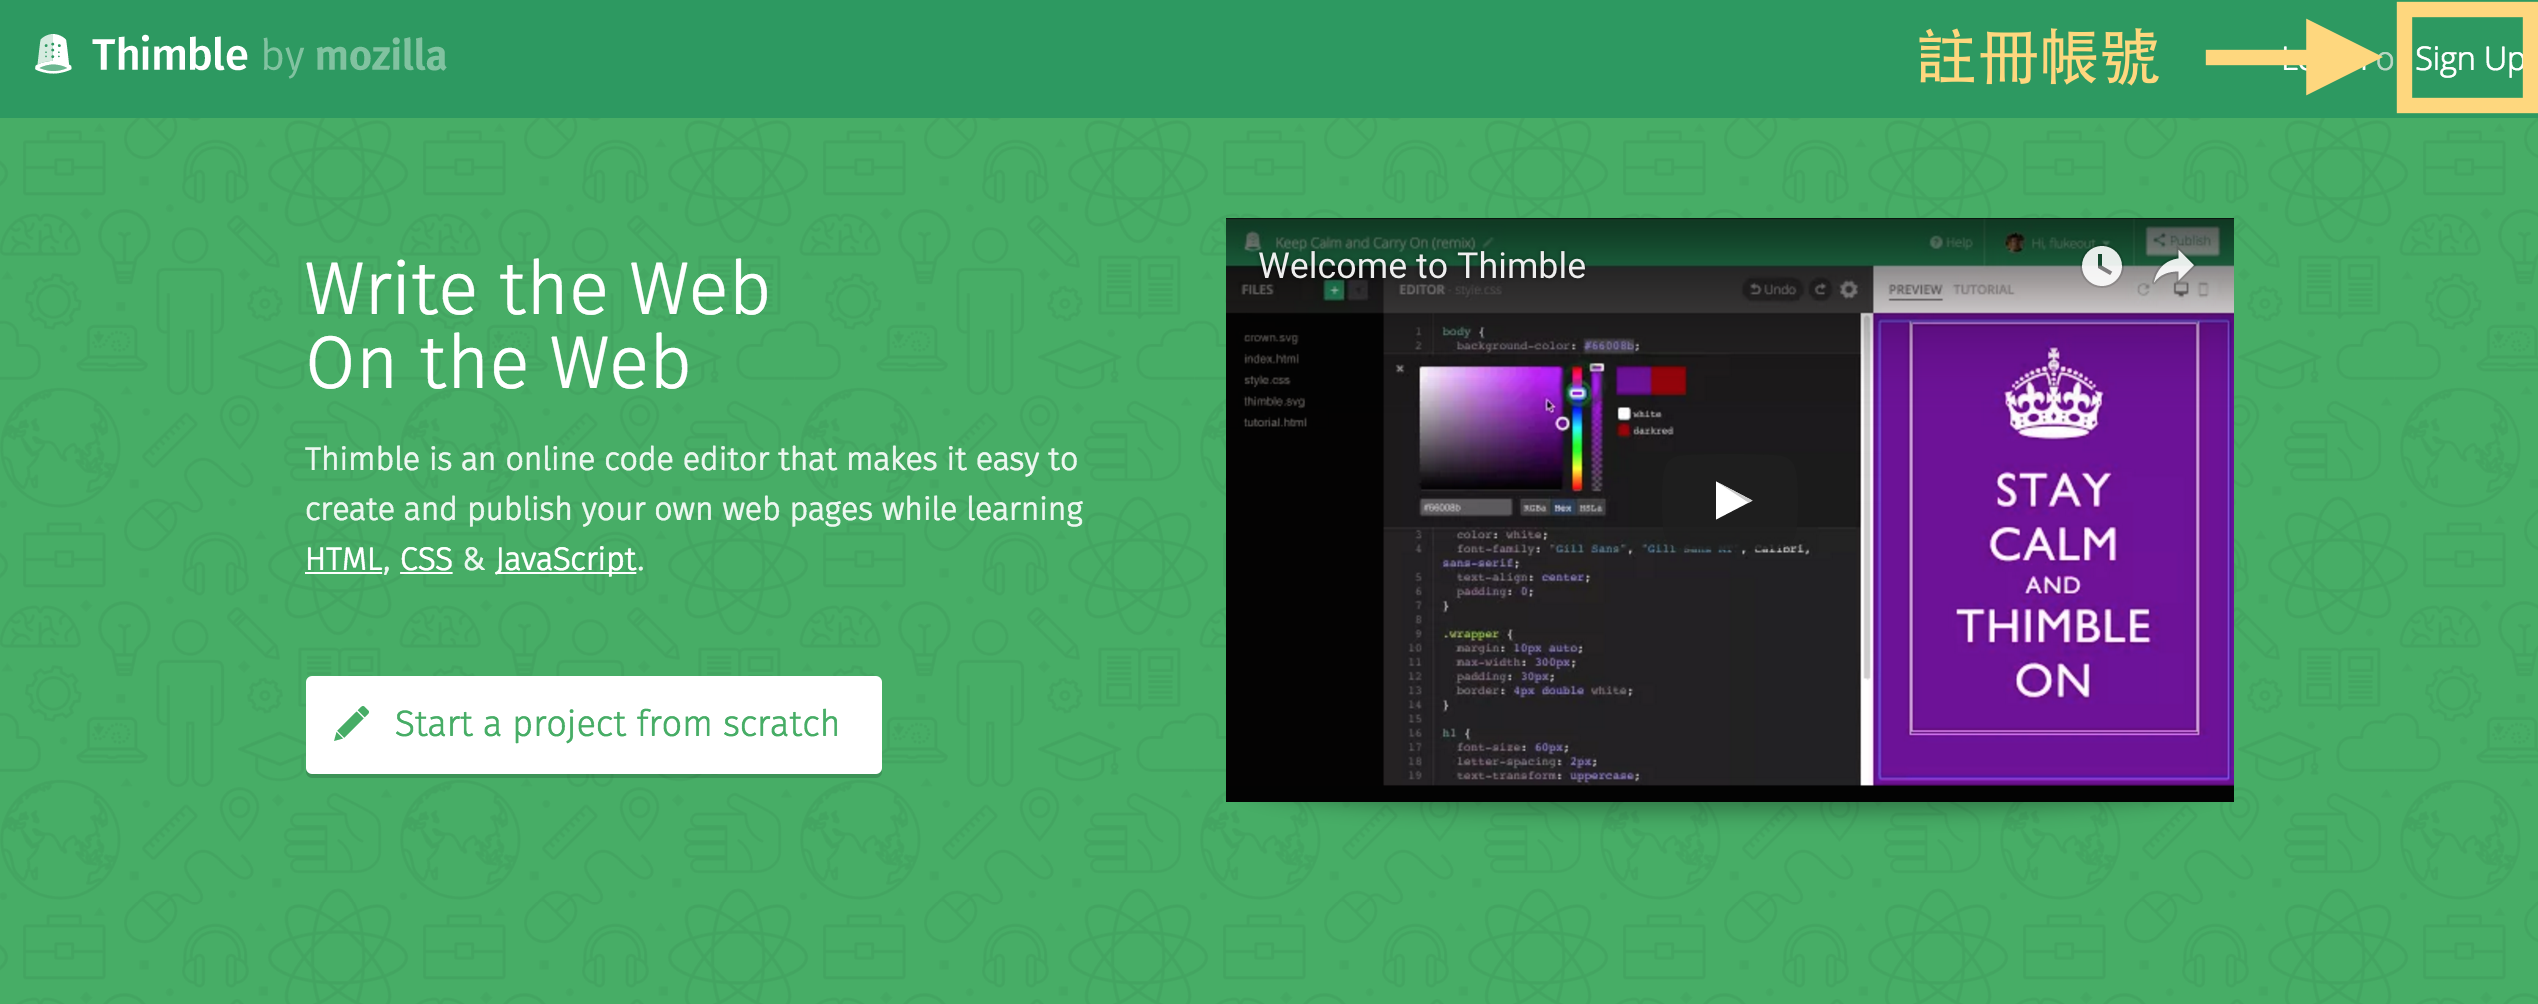 Thimble by mozilla
註冊帳號
Sign Up
Write the Web
On the Web
Thimble is an online code editor that makes it easy to
create and publish your own web pages while learning
HTML, CSS & JavaScript.
Start a project from scratch
Keep Calm and Carry On (remix)
Help
Hi, flukeout
Publish
Welcome to Thimble
FILES
EDITOR - style.css
Undo
PREVIEW TUTORIAL
crown.svg
index.html
style.css
thimble.svg
tutorial.html
1 body {
2 background-color: #66008b;
white
darkred
#66008b
RGBa Hex HSLa
3 color: white;
4 font-family: "Gill Sans", "Gill Sans MT", Calibri,
sans-serif;
5 text-align: center;
6 padding: 0;
7 }
8
9 .wrapper {
10 margin: 10px auto;
11 max-width: 300px;
12 padding: 30px;
13 border: 4px double white;
14 }
15
16 h1 {
17 font-size: 60px;
18 letter-spacing: 2px;
19 text-transform: uppercase;
STAY
CALM
AND
THIMBLE
ON